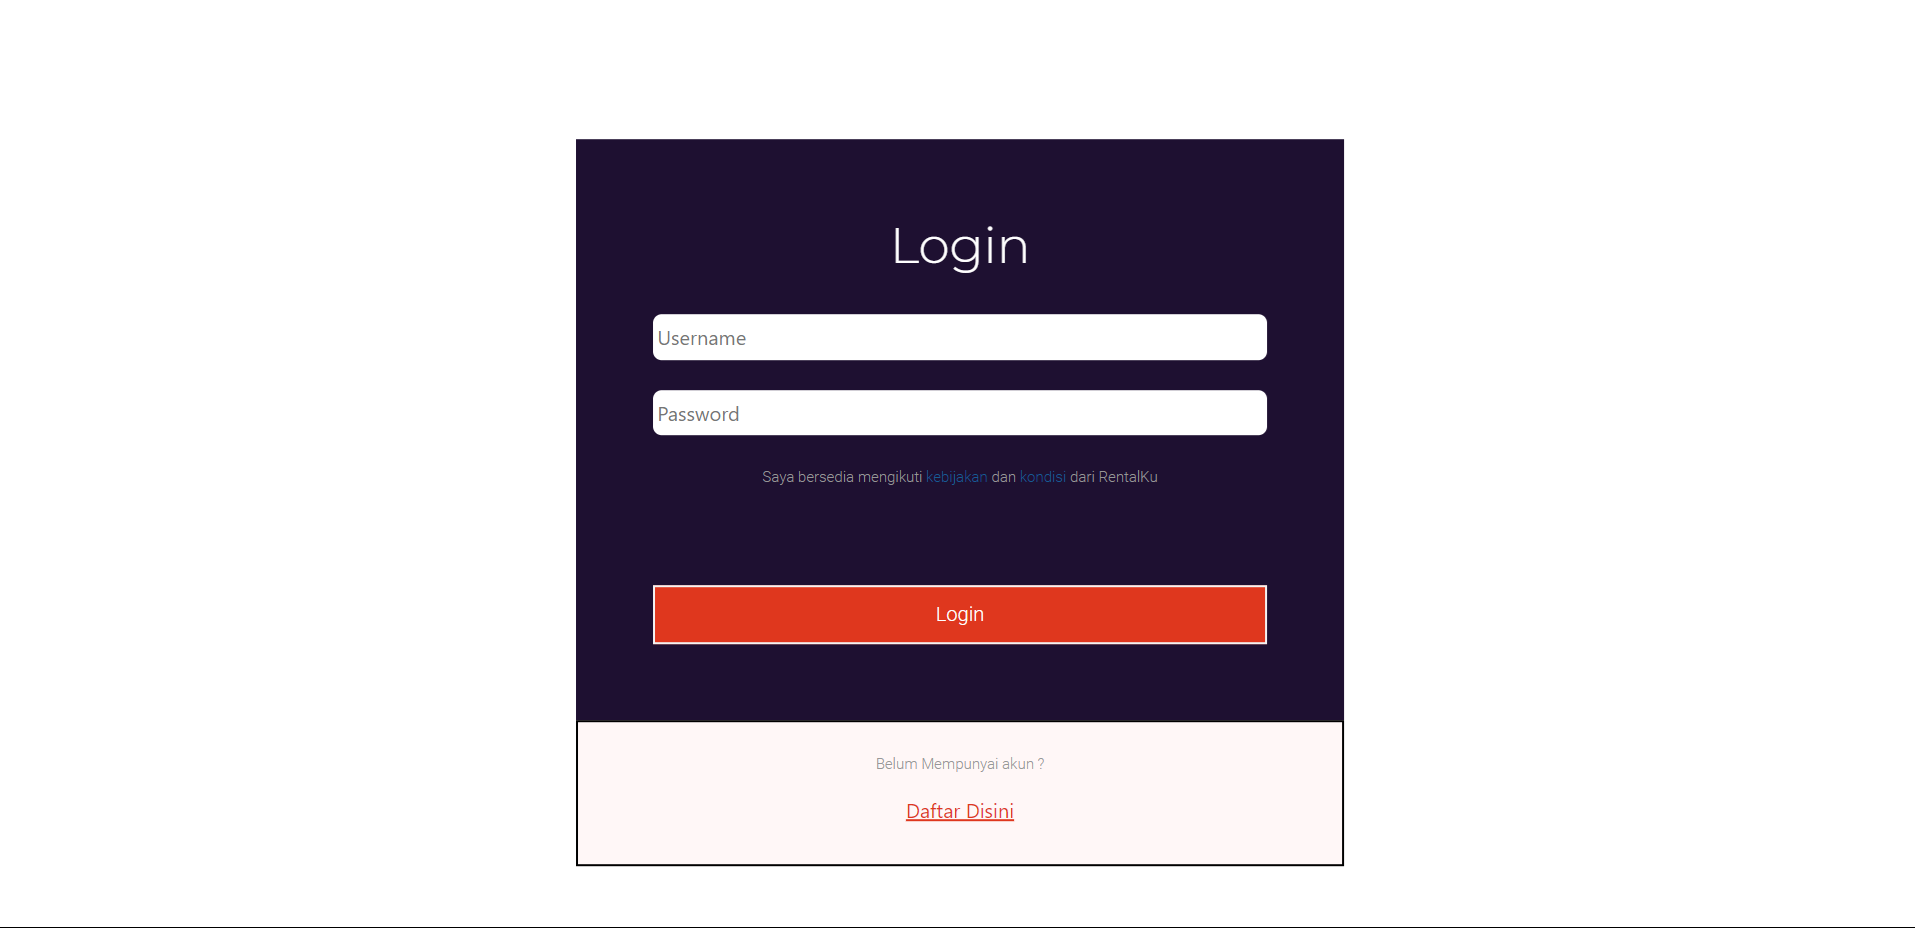 Login
Username
Password
Saya bersedia mengikuti kebijakan dan kondisi dari RentalKu
Login
Belum Mempunyai akun ?
Daftar Disini